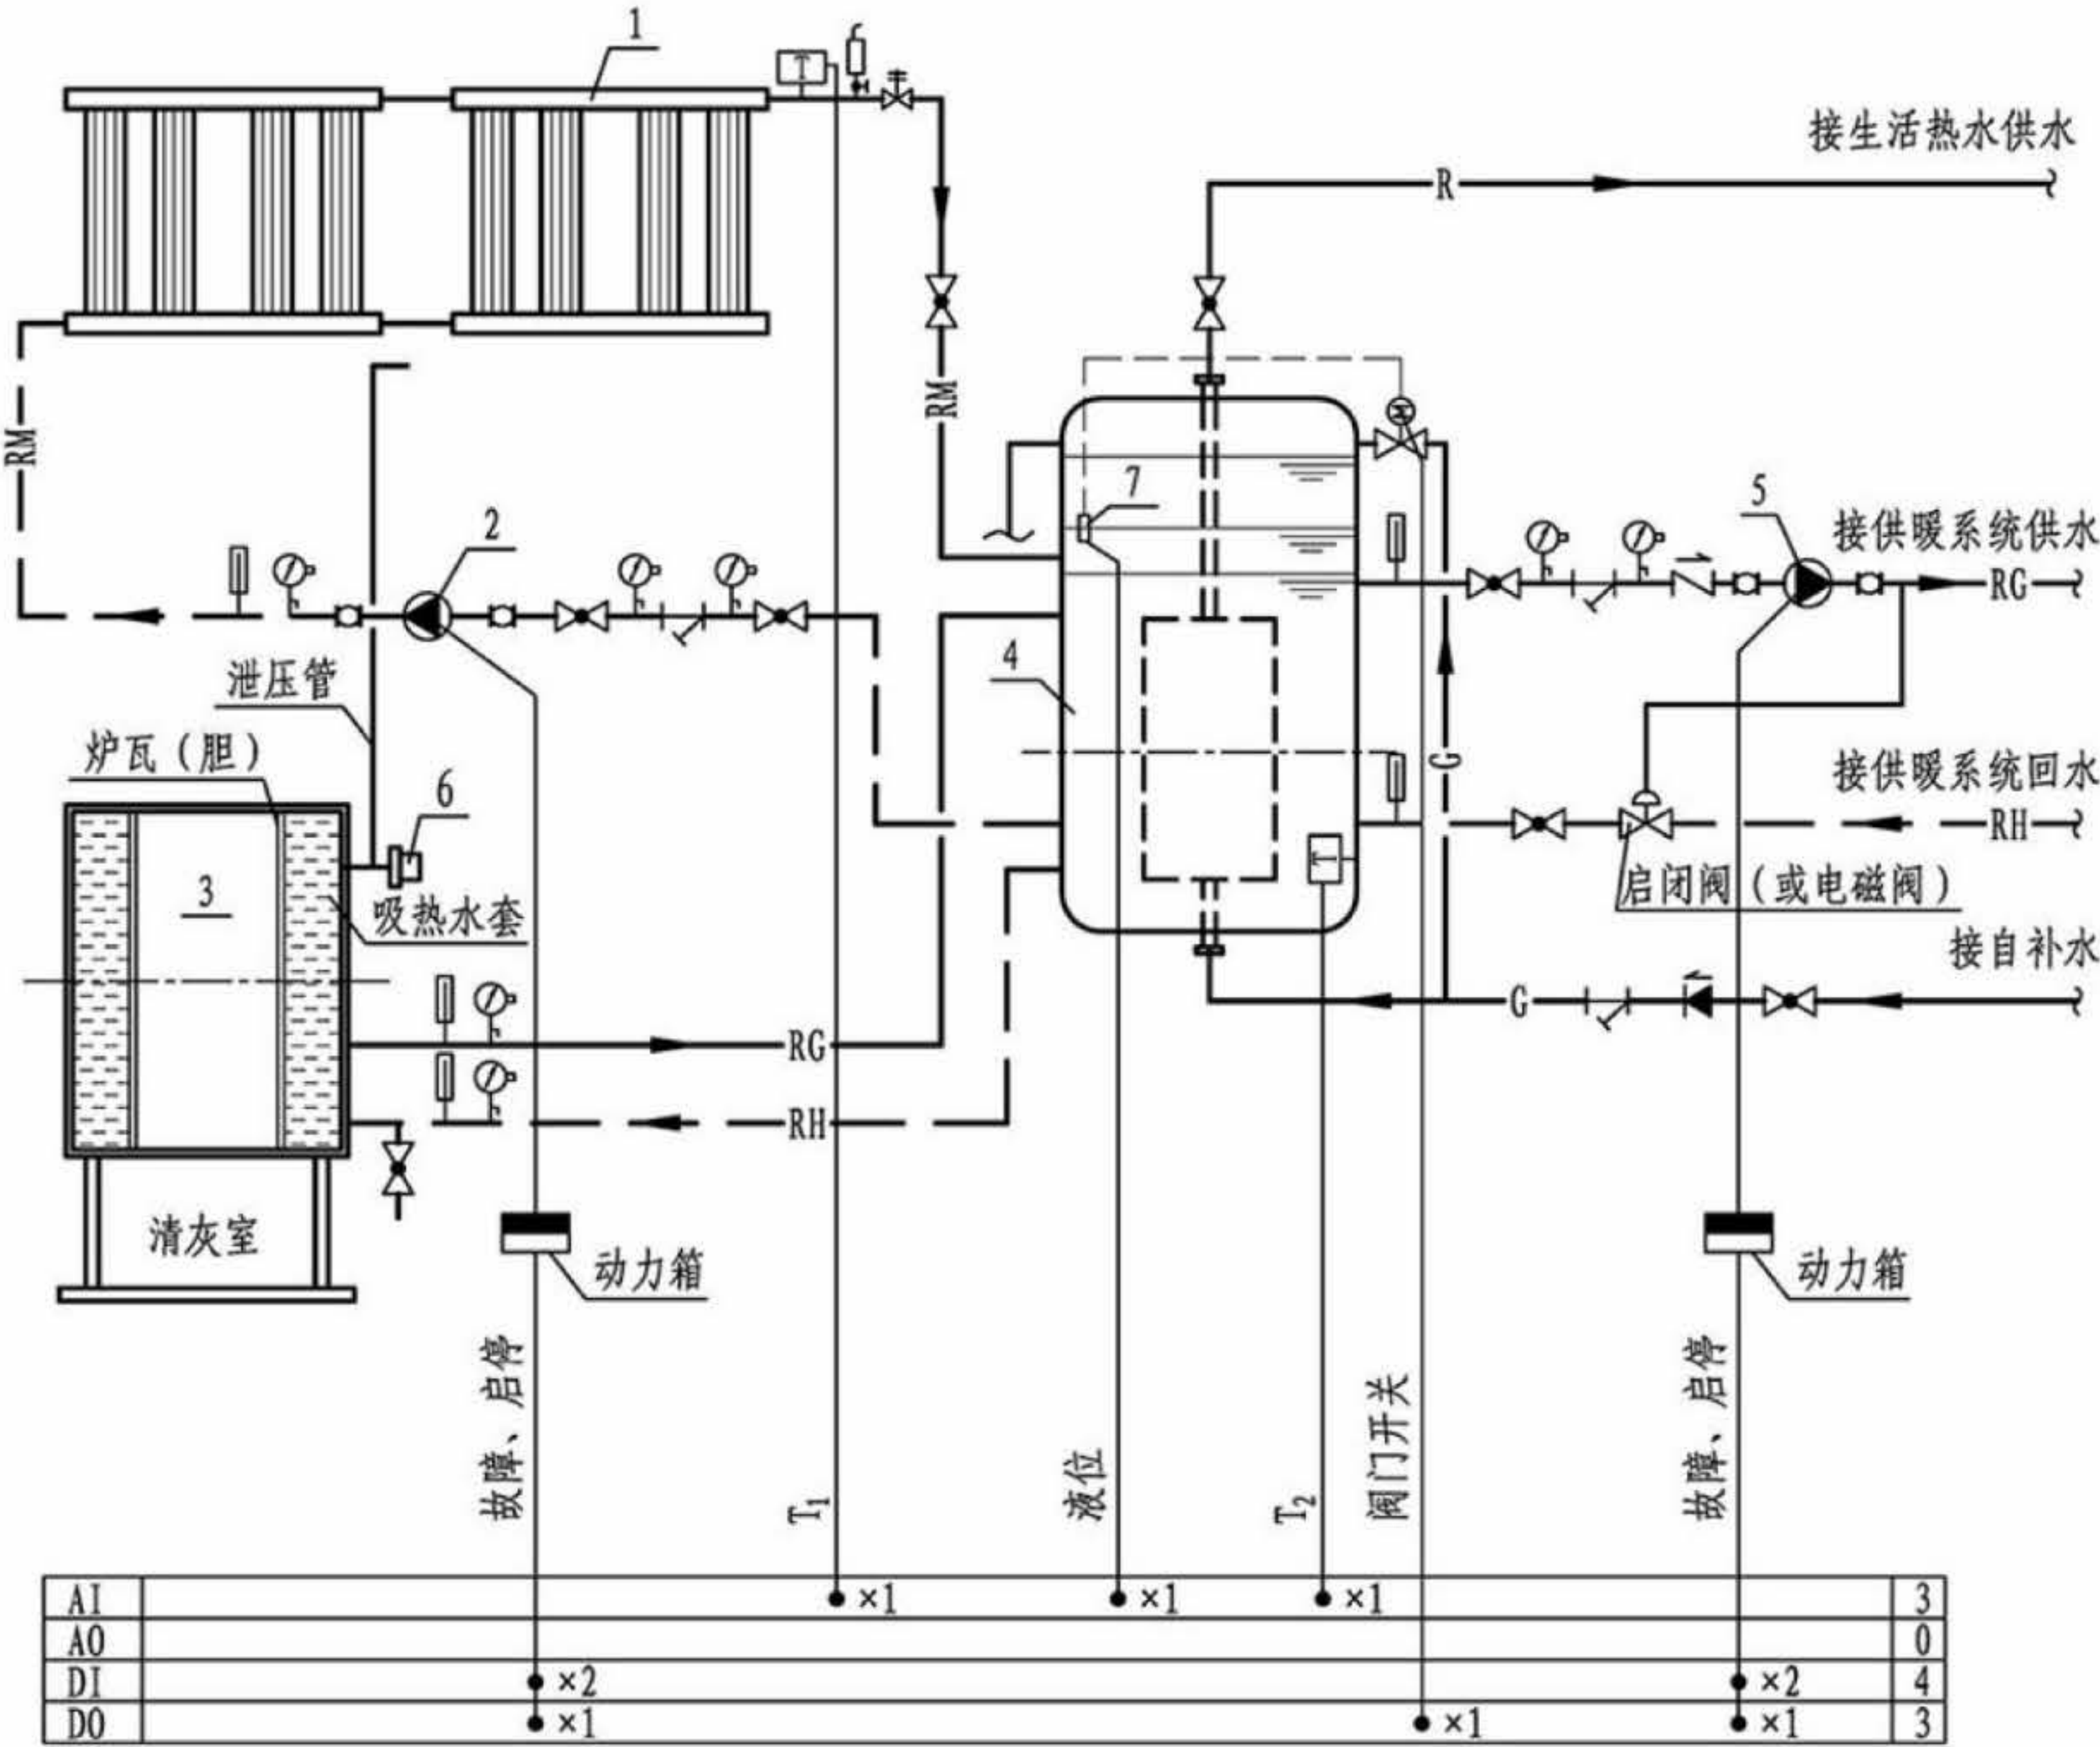 1
T
接生活热水供水
R
RM
RM
7
5
接供暖系统供水
2
M
RG
泄压管
4
炉瓦（胆）
6
G
接供暖系统回水
RH
3
T
启闭阀（或电磁阀）
吸热水套
接自补水
G
RG
RH
清灰室
动力箱
动力箱
故障、启停
T1
液位
T2
阀门开关
故障、启停
AI ×1 ×1 ×1 3
AO 0
DI ×2 ×2 4
DO ×1 ×1 ×1 3